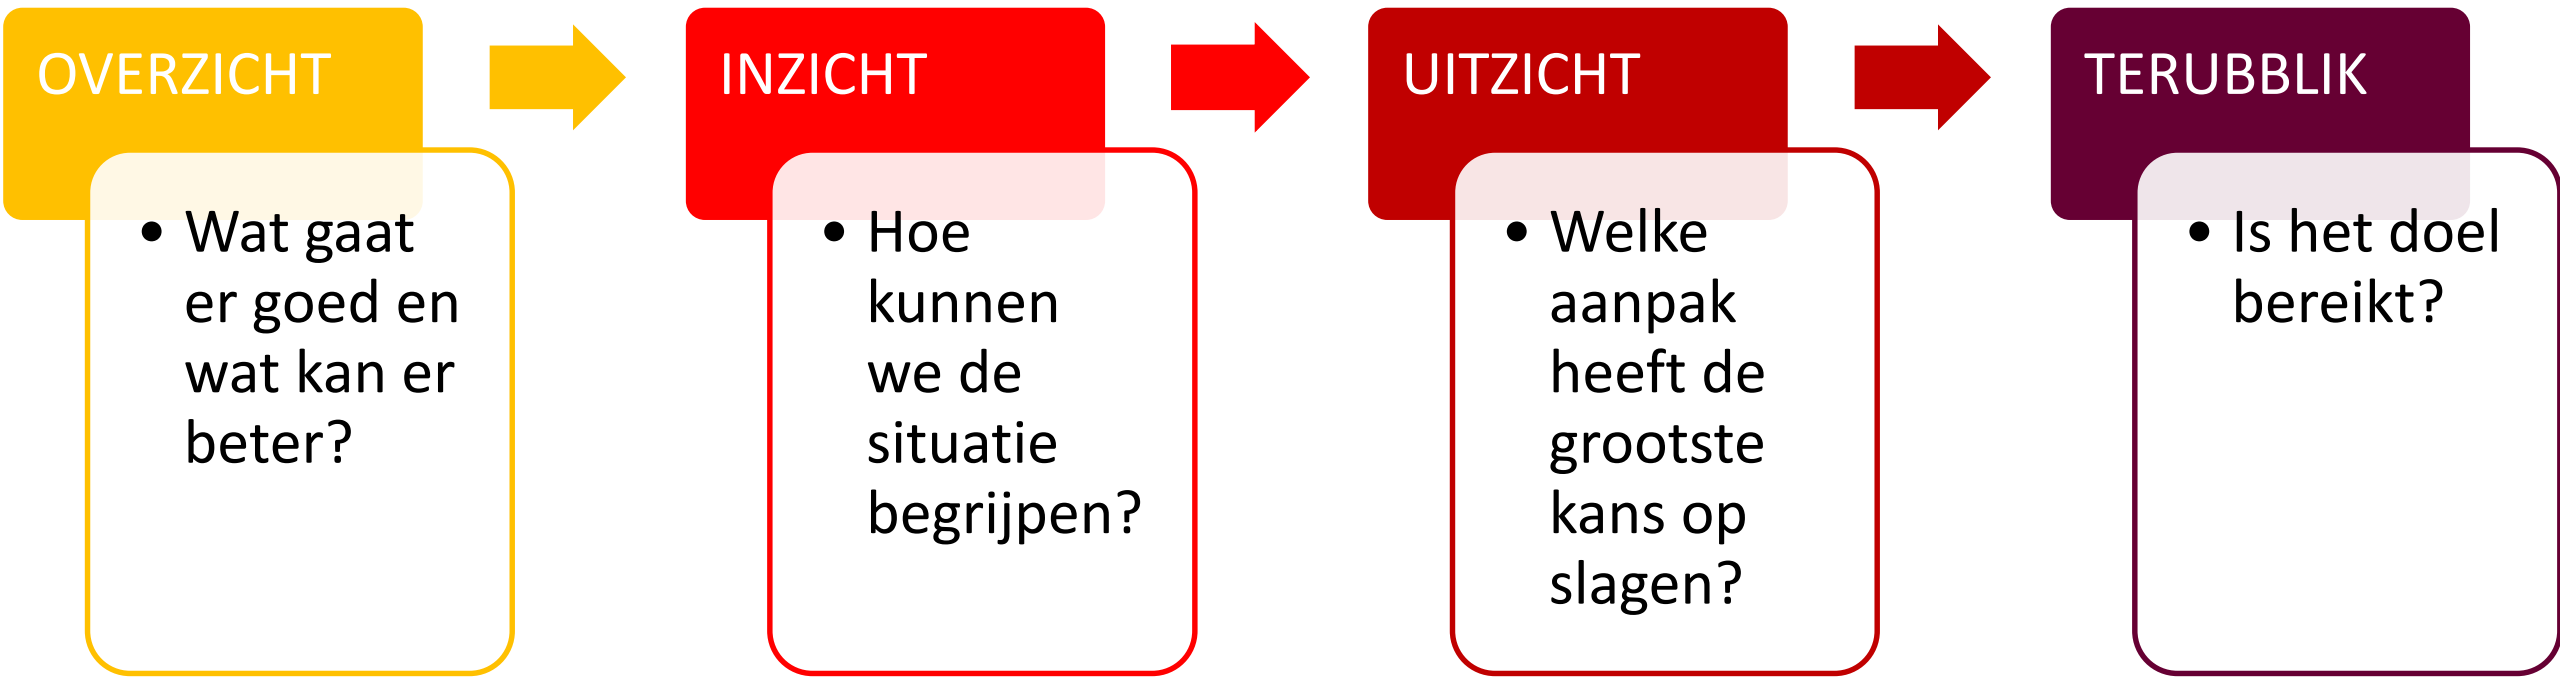 OVERZICHT
• Wat gaat
er goed en
wat kan er
beter?
INZICHT
• Hoe
kunnen
we de
situatie
begrijpen?
UITZICHT
• Welke
aanpak
heeft de
grootste
kans op
slagen?
TERUBBLIK
• Is het doel
bereikt?